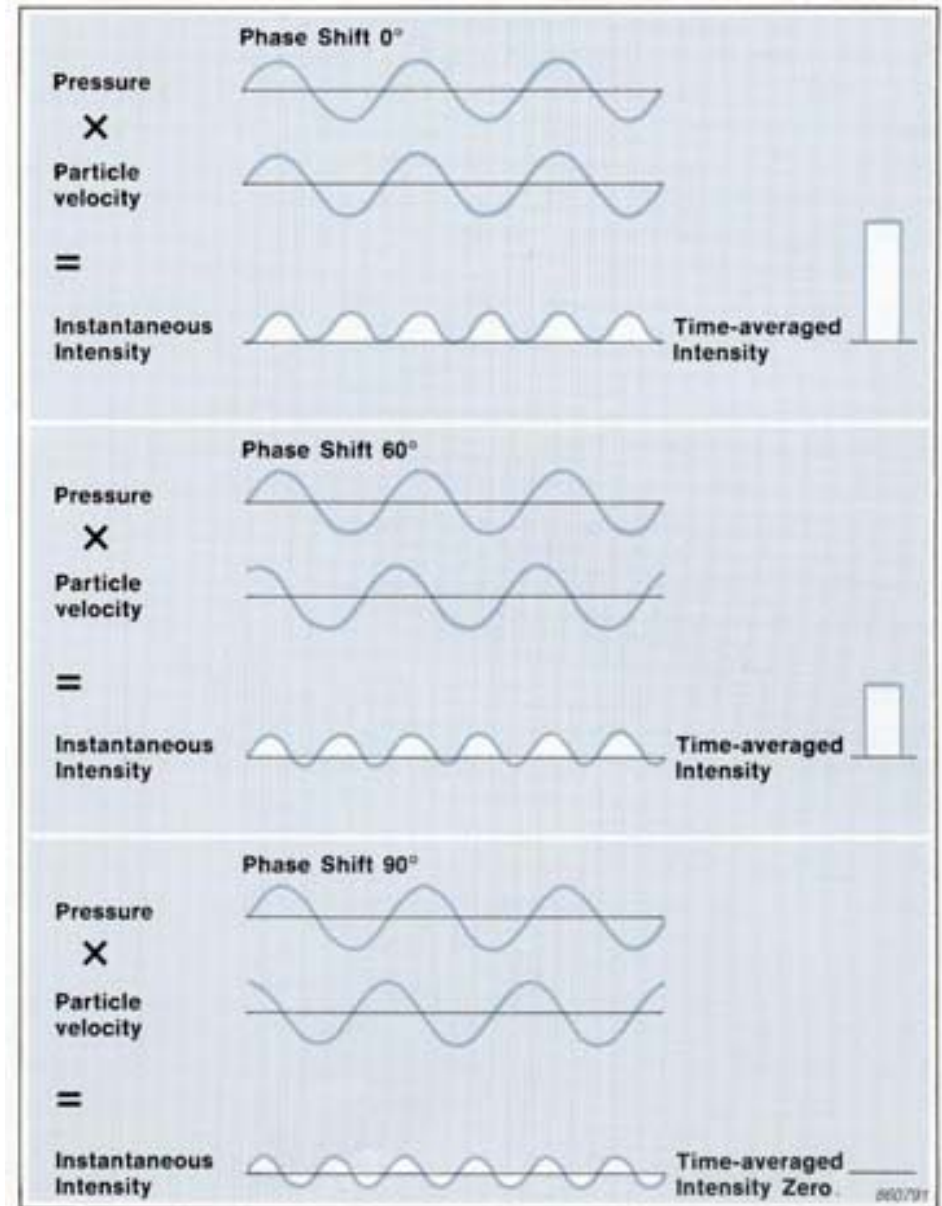 Phase Shift 0°
Pressure
×
Particle
velocity
=
Instantaneous
Intensity
Time-averaged
Intensity
Phase Shift 60°
Pressure
×
Particle
velocity
=
Instantaneous
Intensity
Time-averaged
Intensity
Phase Shift 90°
Pressure
×
Particle
velocity
=
Instantaneous
Intensity
Time-averaged
Intensity Zero
860791